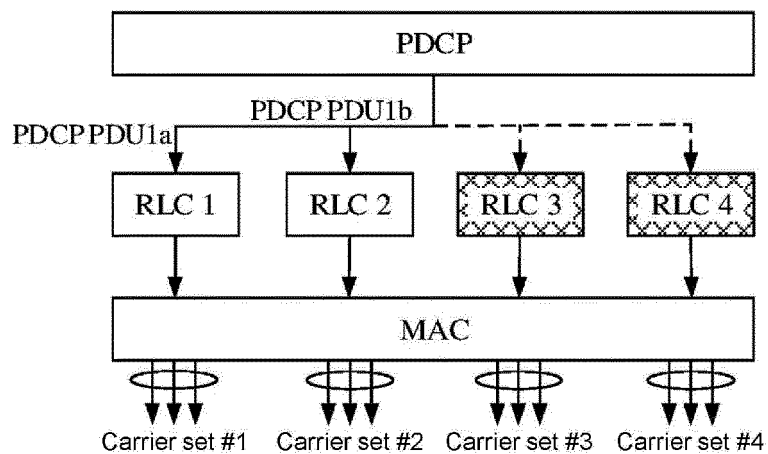 PDCP
PDCP PDU1b
PDCP PDU1a
RLC 1
RLC 2
RLC 3
RLC 4
MAC
Carrier set #1
Carrier set #2
Carrier set #3
Carrier set #4